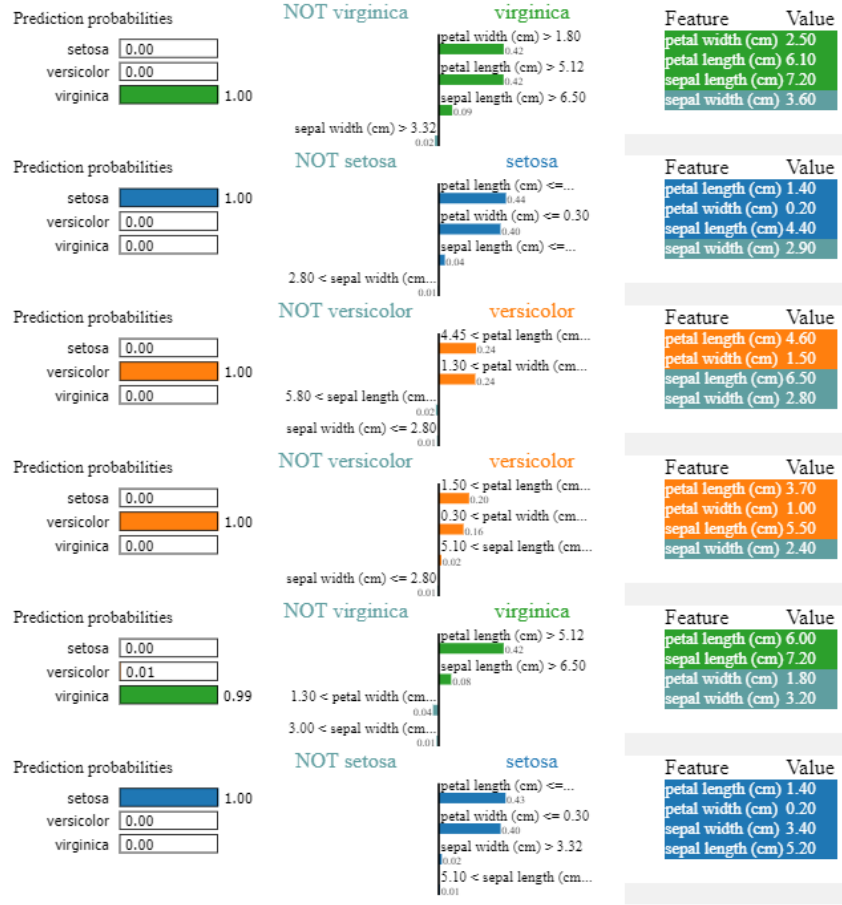 Prediction probabilities
setosa 0.00
versicolor 0.00
virginica 1.00
NOT virginica virginica
petal width (cm) > 1.80
0.42
petal length (cm) > 5.12
0.42
sepal length (cm) > 6.50
0.09
sepal width (cm) > 3.32
0.02
Feature Value
petal width (cm) 2.50
petal length (cm) 6.10
sepal length (cm) 7.20
sepal width (cm) 3.60
Prediction probabilities
setosa 1.00
versicolor 0.00
virginica 0.00
NOT setosa setosa
petal length (cm) <=...
0.44
petal width (cm) <= 0.30
0.40
sepal length (cm) <=...
0.04
2.80 < sepal width (cm...
0.01
Feature Value
petal length (cm) 1.40
petal width (cm) 0.20
sepal length (cm) 4.40
sepal width (cm) 2.90
Prediction probabilities
setosa 0.00
versicolor 1.00
virginica 0.00
NOT versicolor versicolor
4.45 < petal length (cm...
0.24
1.30 < petal width (cm...
0.24
5.80 < sepal length (cm...
0.02
sepal width (cm) <= 2.80
0.01
Feature Value
petal length (cm) 4.60
petal width (cm) 1.50
sepal length (cm) 6.50
sepal width (cm) 2.80
Prediction probabilities
setosa 0.00
versicolor 1.00
virginica 0.00
NOT versicolor versicolor
1.50 < petal length (cm...
0.20
0.30 < petal width (cm...
0.16
5.10 < sepal length (cm...
0.02
sepal width (cm) <= 2.80
0.01
Feature Value
petal length (cm) 3.70
petal width (cm) 1.00
sepal length (cm) 5.50
sepal width (cm) 2.40
Prediction probabilities
setosa 0.00
versicolor 0.01
virginica 0.99
NOT virginica virginica
petal length (cm) > 5.12
0.42
sepal length (cm) > 6.50
0.08
1.30 < petal width (cm...
0.04
3.00 < sepal width (cm...
0.01
Feature Value
petal length (cm) 6.00
sepal length (cm) 7.20
petal width (cm) 1.80
sepal width (cm) 3.20
Prediction probabilities
setosa 1.00
versicolor 0.00
virginica 0.00
NOT setosa setosa
petal length (cm) <=...
0.43
petal width (cm) <= 0.30
0.40
sepal width (cm) > 3.32
0.02
5.10 < sepal length (cm...
0.01
Feature Value
petal length (cm) 1.40
petal width (cm) 0.20
sepal width (cm) 3.40
sepal length (cm) 5.20